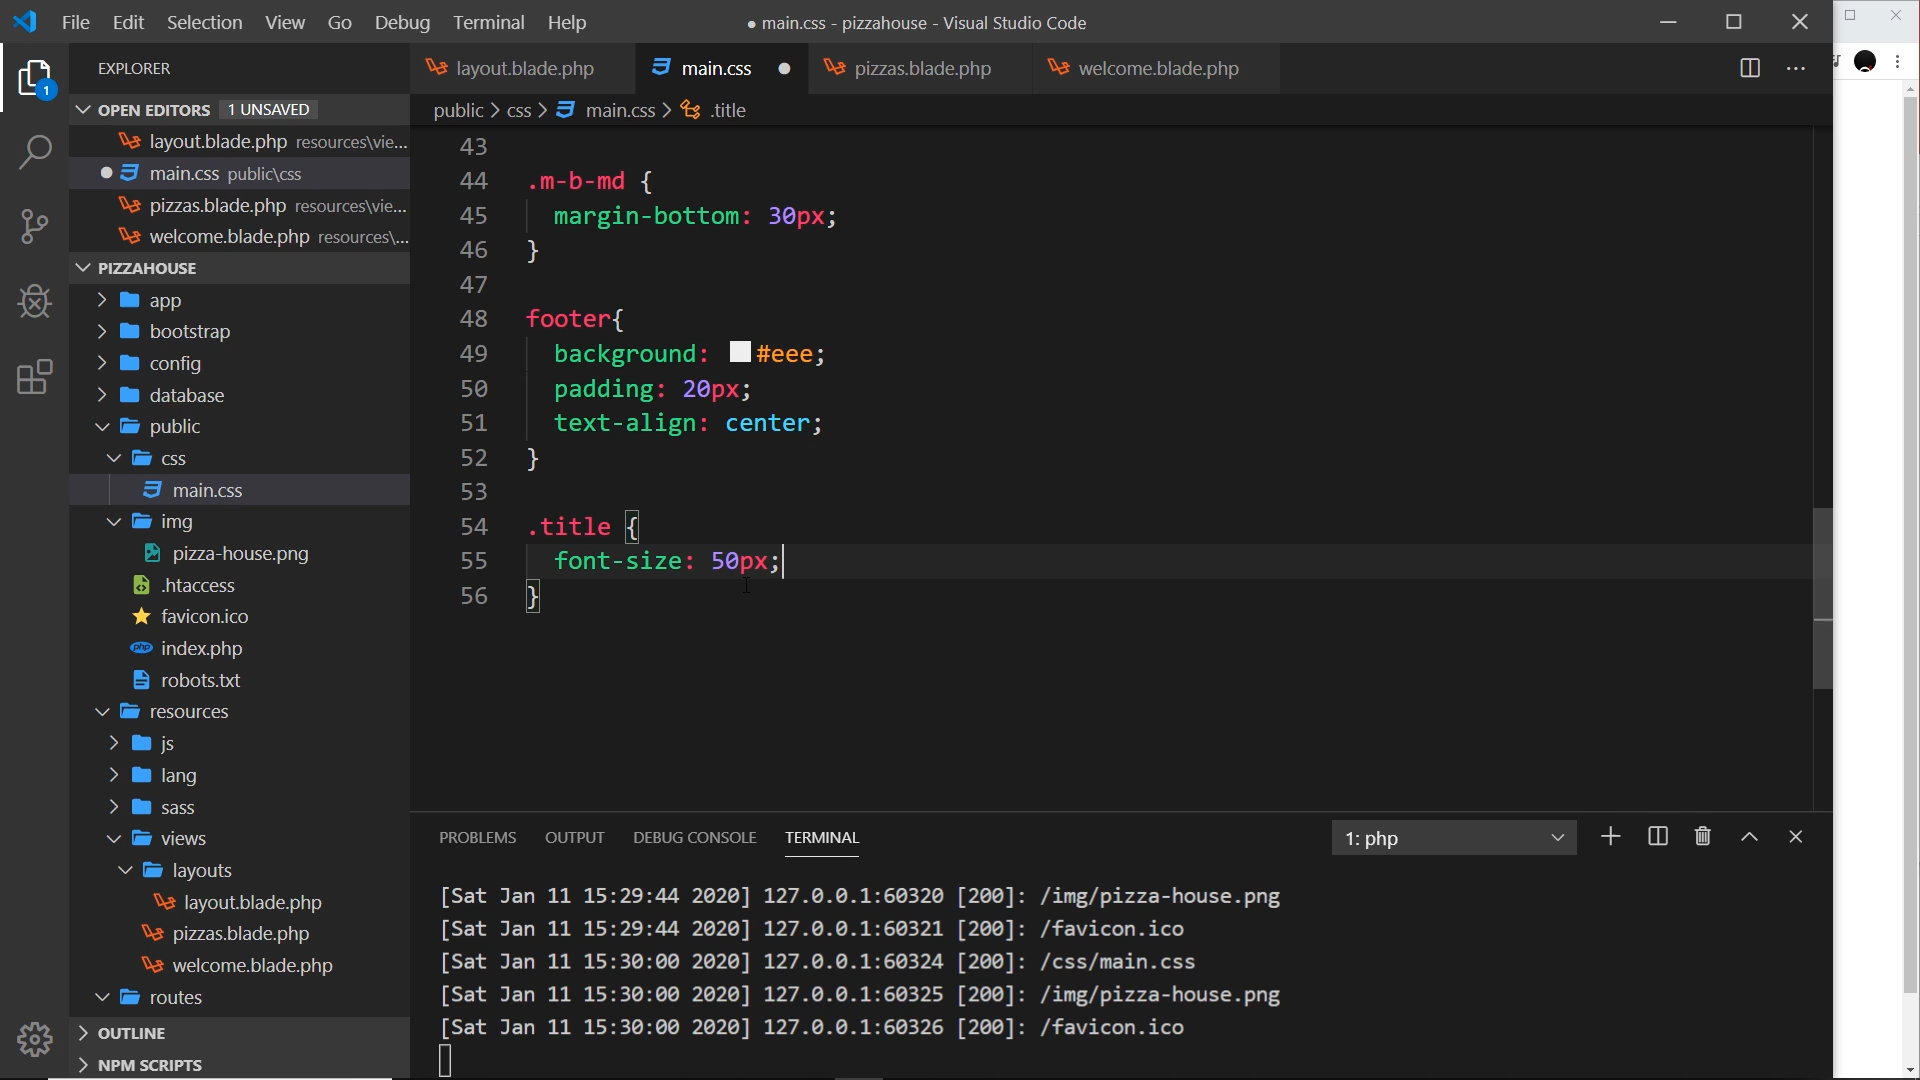 File Edit Selection View Go Debug Terminal Help
● main.css - pizzahouse - Visual Studio Code
EXPLORER
layout.blade.php
main.css
pizzas.blade.php
welcome.blade.php
1
OPEN EDITORS 1 UNSAVED
public > css > main.css > .title
layout.blade.php resources\vie...
main.css public\css
pizzas.blade.php resources\vie...
welcome.blade.php resources\...
PIZZAHOUSE
app
bootstrap
config
database
public
css
main.css
img
pizza-house.png
.htaccess
favicon.ico
php index.php
robots.txt
resources
js
lang
sass
views
layouts
layout.blade.php
pizzas.blade.php
welcome.blade.php
routes
OUTLINE
NPM SCRIPTS
43
44 .m-b-md {
45 margin-bottom: 30px;
46 }
47
48 footer{
49 background: #eee;
50 padding: 20px;
51 text-align: center;
52 }
53
54 .title {
55 font-size: 50px;
56 }
PROBLEMS OUTPUT DEBUG CONSOLE TERMINAL
1: php
[Sat Jan 11 15:29:44 2020] 127.0.0.1:60320 [200]: /img/pizza-house.png
[Sat Jan 11 15:29:44 2020] 127.0.0.1:60321 [200]: /favicon.ico
[Sat Jan 11 15:30:00 2020] 127.0.0.1:60324 [200]: /css/main.css
[Sat Jan 11 15:30:00 2020] 127.0.0.1:60325 [200]: /img/pizza-house.png
[Sat Jan 11 15:30:00 2020] 127.0.0.1:60326 [200]: /favicon.ico